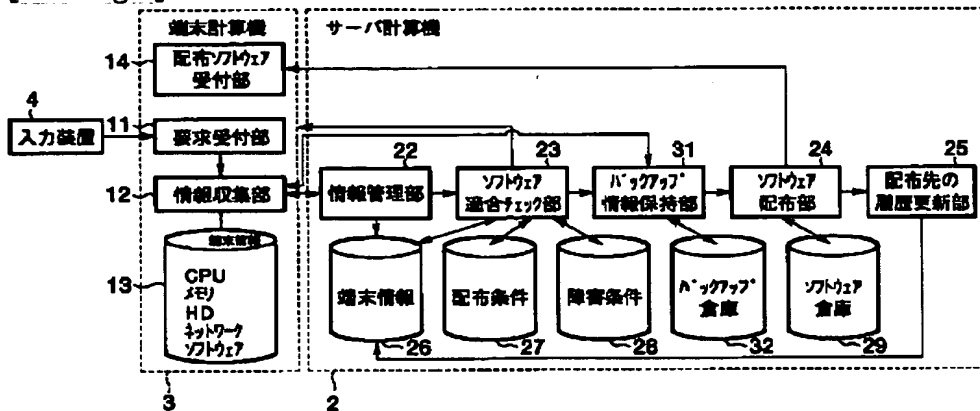 端末計算機
サーバ計算機
14
配布ソフトウェア
受付部
4
入力装置
11
要求受付部
12
情報収集部
端末情報
13
CPU
メモリ
HD
ネットワーク
ソフトウェア
3
22
情報管理部
23
ソフトウェア
適合チェック部
31
バックアップ
情報保持部
24
ソフトウェア
配布部
25
配布先の
履歴更新部
端末情報
26
配布条件
27
障害条件
28
バックアップ
倉庫
32
ソフトウェア
倉庫
29
2